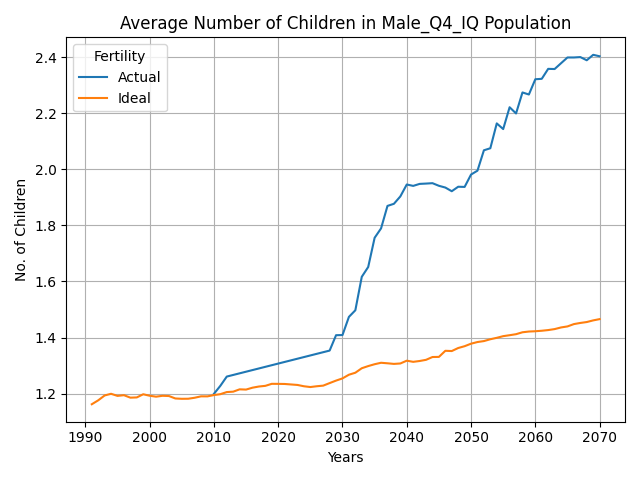 Average Number of Children in Male_Q4_IQ Population
Fertility
Actual
Ideal
No. of Children
2.4
2.2
2.0
1.8
1.6
1.4
1.2
1990 2000 2010 2020 2030 2040 2050 2060 2070
Years